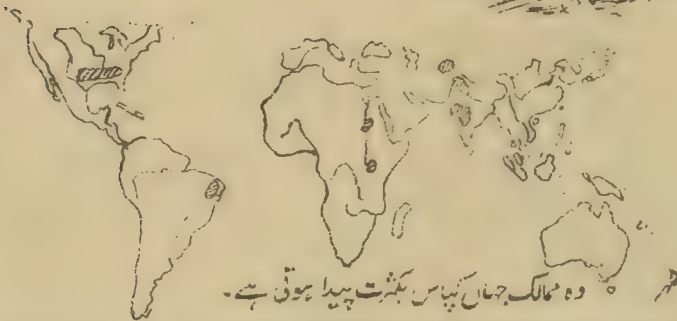 وہ ممالک جہاں کپاس بکثرت پیدا ہوتی ہے۔